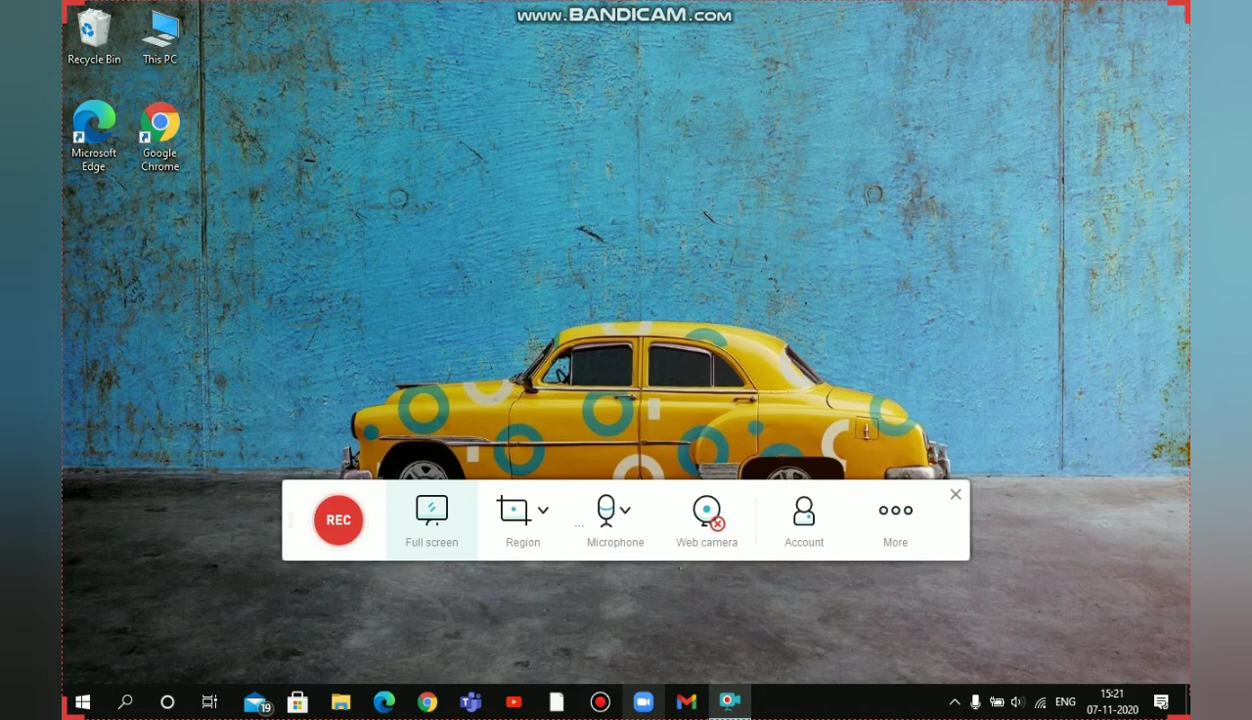 www.BANDICAM.com
Recycle Bin
This PC
Microsoft
Edge
Google
Chrome
REC
Full screen
Region
...
Microphone
Web camera
Account
More
19
ENG
15:21
07-11-2020